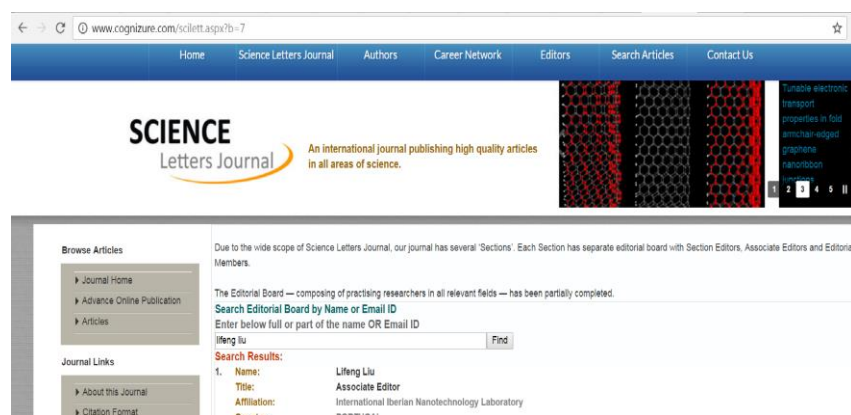 www.cognizure.com/scilett.aspx?b=7
Home Science Letters Journal Authors Career Network Editors Search Articles Contact Us
SCIENCE
Letters Journal
An international journal publishing high quality articles
in all areas of science.
Tunable electronic
transport
properties in fold
armchair-edged
graphene
nanoribbon
junctions
1 2 3 4 5
Browse Articles
Journal Home
Advance Online Publication
Articles
Journal Links
About this Journal
Citation Format
Due to the wide scope of Science Letters Journal, our journal has several 'Sections'. Each Section has separate editorial board with Section Editors, Associate Editors and Editoria
Members.
The Editorial Board — composing of practising researchers in all relevant fields — has been partially completed.
Search Editorial Board by Name or Email ID
Enter below full or part of the name OR Email ID
lifeng liu Find
Search Results:
1. Name: Lifeng Liu
Title: Associate Editor
Affiliation: International Iberian Nanotechnology Laboratory